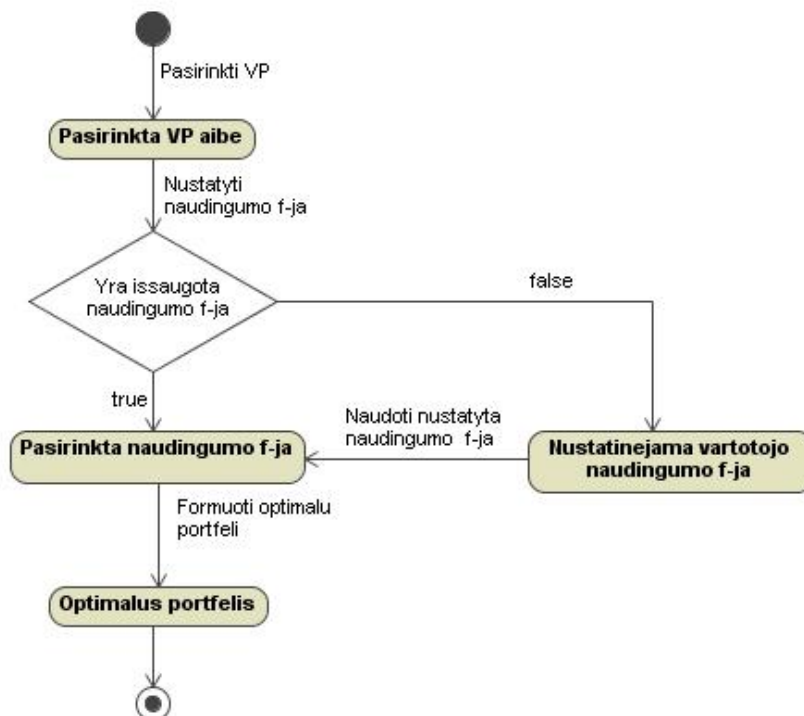 Pasirinkti VP
Pasirinkta VP aibe
Nustatyti
naudingumo f-ja
Yra issaugota
naudingumo f-ja
false
true
Naudoti nustatyta
naudingumo f-ja
Pasirinkta naudingumo f-ja
Nustatinejama vartotojo
naudingumo f-ja
Formuoti optimalu
portfeli
Optimalus portfelis